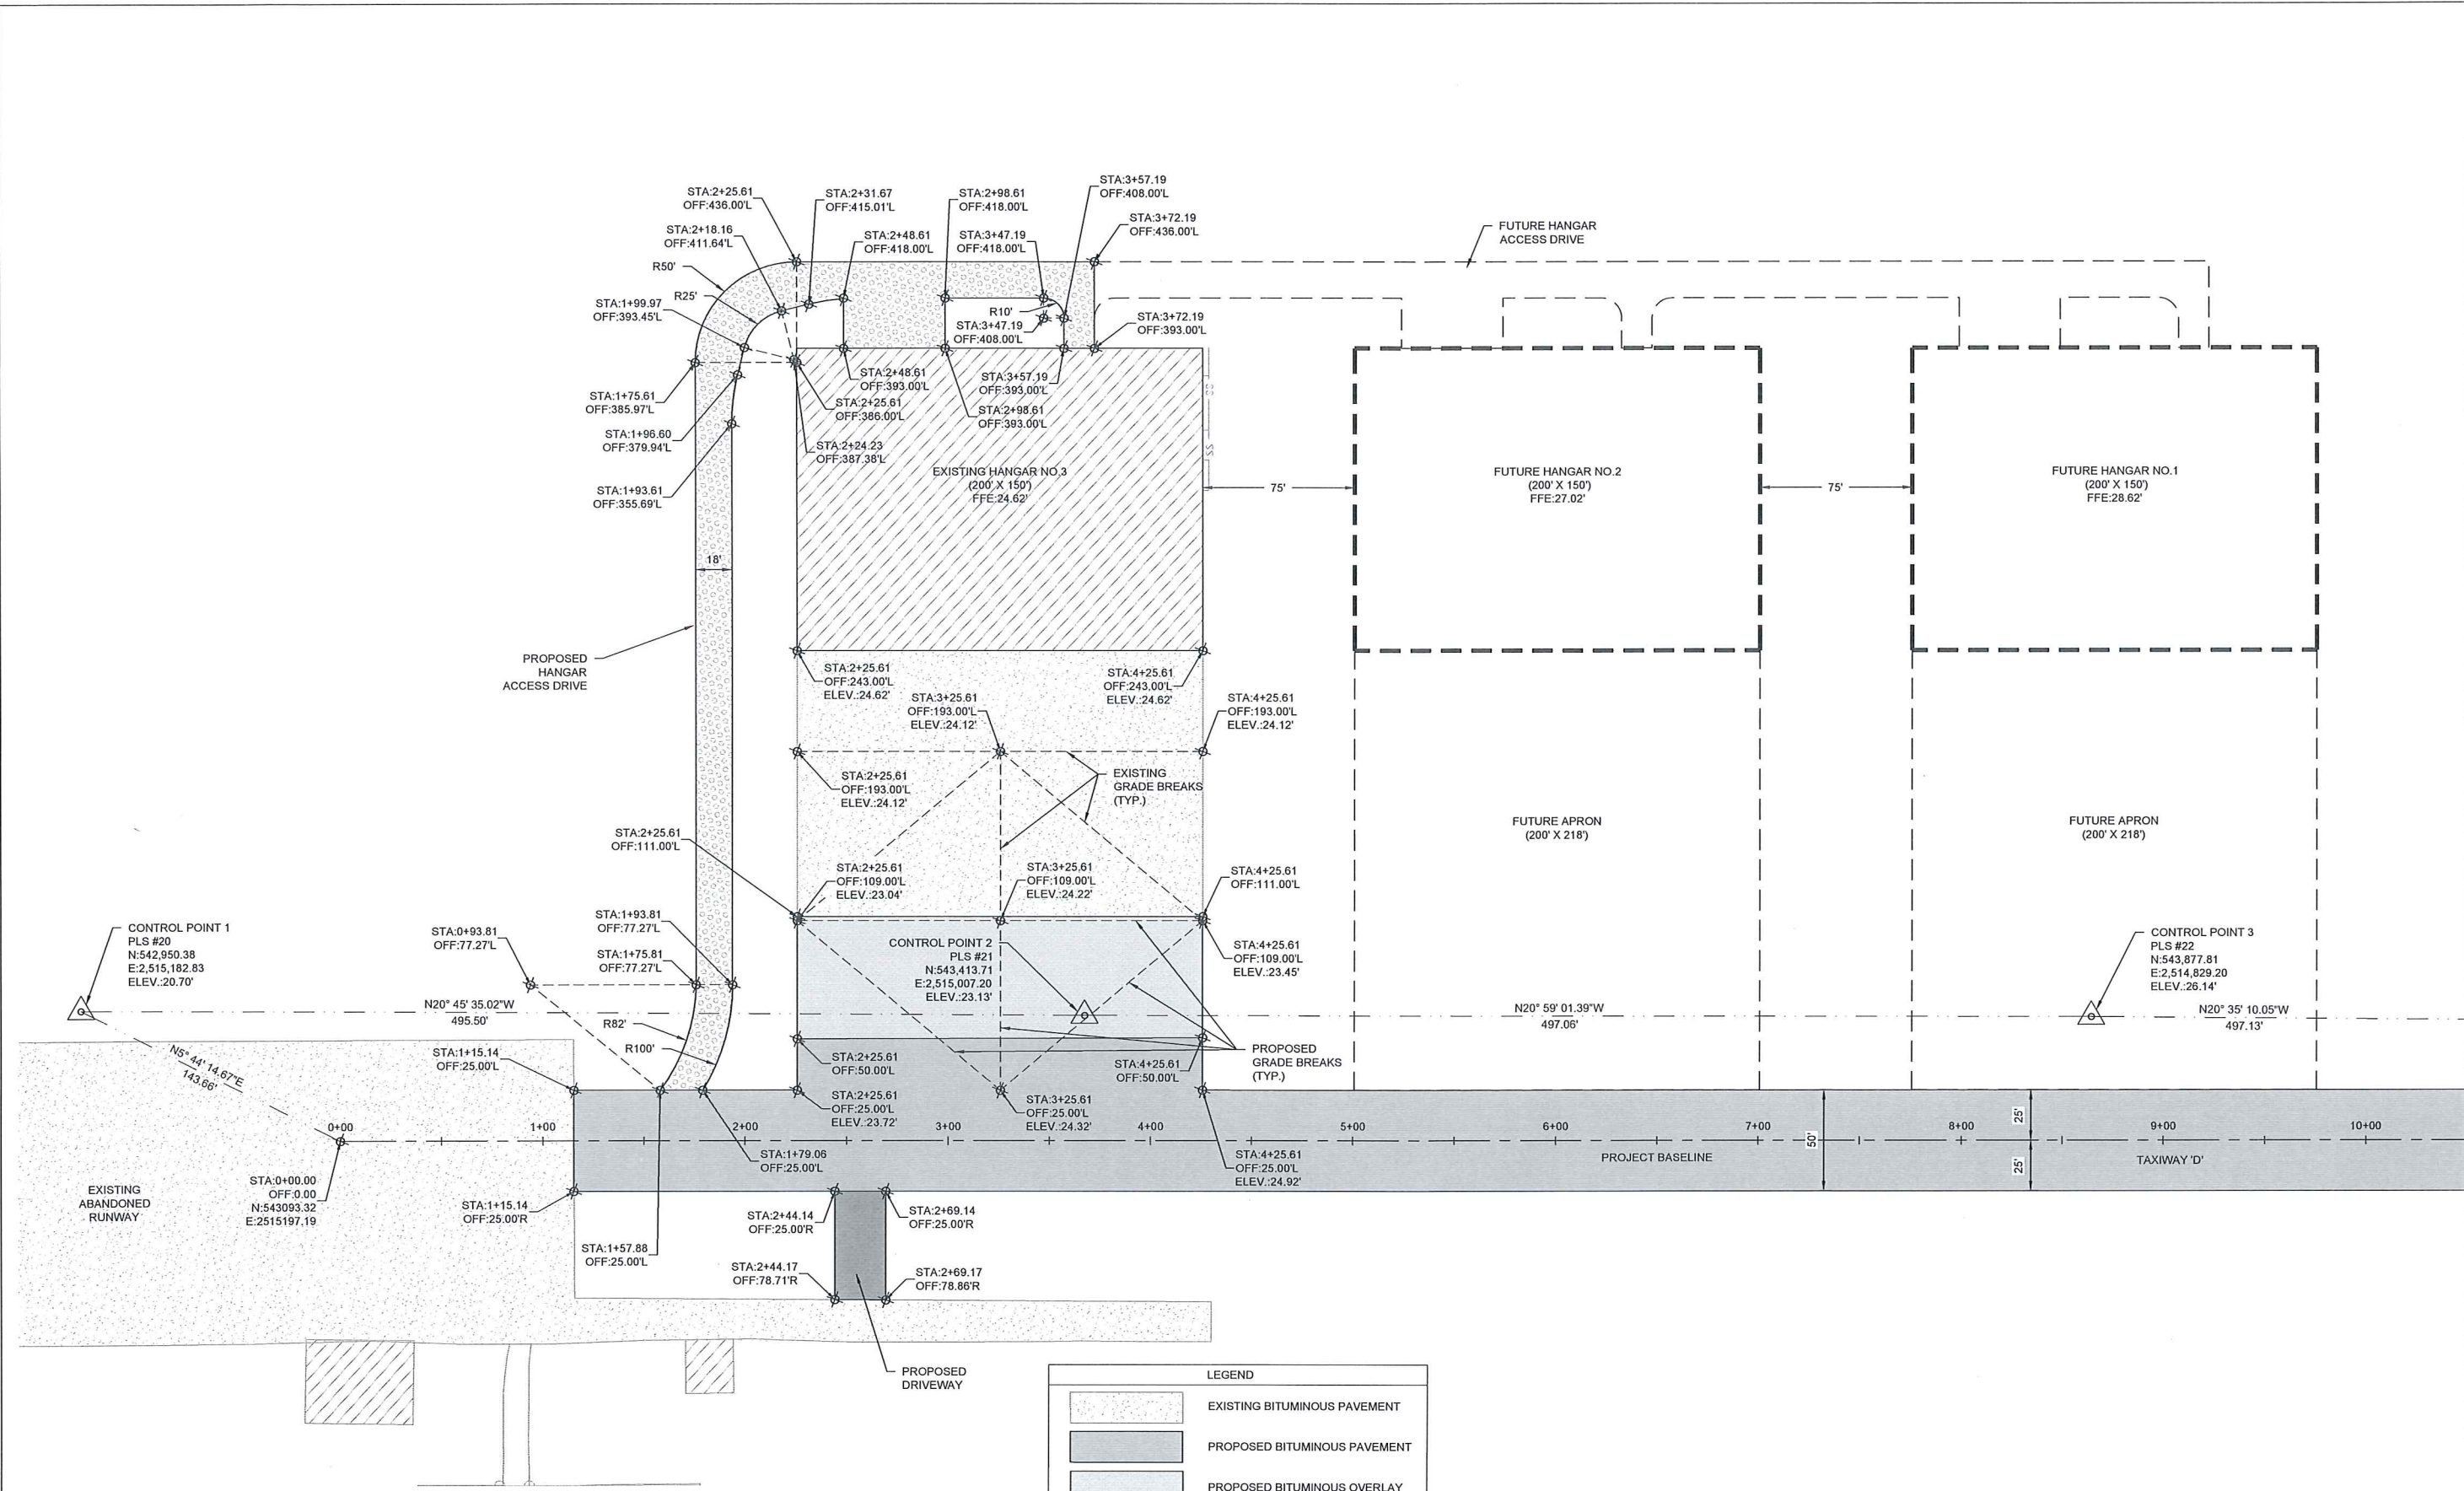 STA:2+25.61
OFF:436.00'L
STA:2+31.67
OFF:415.01'L
STA:2+98.61
OFF:418.00'L
STA:3+57.19
OFF:408.00'L
STA:2+18.16
OFF:411.64'L
STA:2+48.61
OFF:418.00'L
STA:3+47.19
OFF:418.00'L
STA:3+72.19
OFF:436.00'L
FUTURE HANGAR
ACCESS DRIVE
R50'
R25'
STA:1+99.97
OFF:393.45'L
R10'
STA:3+47.19
OFF:408.00'L
STA:3+72.19
OFF:393.00'L
STA:1+75.61
OFF:385.97'L
STA:2+48.61
OFF:393.00'L
STA:3+57.19
OFF:393.00'L
STA:2+25.61
OFF:386.00'L
STA:2+98.61
OFF:393.00'L
STA:1+96.60
OFF:379.94'L
STA:2+24.23
OFF:387.38'L
STA:1+93.61
OFF:355.69'L
EXISTING HANGAR NO.3
(200' X 150')
FFE:24.62'
75'
FUTURE HANGAR NO.2
(200' X 150')
FFE:27.02'
75'
FUTURE HANGAR NO.1
(200' X 150')
FFE:28.62'
18'
PROPOSED
HANGAR
ACCESS DRIVE
STA:2+25.61
OFF:243.00'L
ELEV.:24.62'
STA:4+25.61
OFF:243.00'L
ELEV.:24.62'
STA:3+25.61
OFF:193.00'L
ELEV.:24.12'
STA:4+25.61
OFF:193.00'L
ELEV.:24.12'
STA:2+25.61
OFF:193.00'L
ELEV.:24.12'
EXISTING
GRADE BREAKS
(TYP.)
FUTURE APRON
(200' X 218')
FUTURE APRON
(200' X 218')
STA:2+25.61
OFF:111.00'L
STA:2+25.61
OFF:109.00'L
ELEV.:23.04'
STA:3+25.61
OFF:109.00'L
ELEV.:24.22'
STA:4+25.61
OFF:111.00'L
CONTROL POINT 1
PLS #20
N:542,950.38
E:2,515,182.83
ELEV.:20.70'
STA:0+93.81
OFF:77.27'L
STA:1+93.81
OFF:77.27'L
STA:1+75.81
OFF:77.27'L
CONTROL POINT 2
PLS #21
N:543,413.71
E:2,515,007.20
ELEV.:23.13'
STA:4+25.61
OFF:109.00'L
ELEV.:23.45'
CONTROL POINT 3
PLS #22
N:543,877.81
E:2,514,829.20
ELEV.:26.14'
N20° 45' 35.02"W
495.50'
N20° 59' 01.39"W
497.06'
N20° 35' 10.05"W
497.13'
R82'
R100'
N5° 44' 14.67"E
143.66'
STA:1+15.14
OFF:25.00'L
STA:2+25.61
OFF:50.00'L
STA:4+25.61
OFF:50.00'L
PROPOSED
GRADE BREAKS
(TYP.)
STA:2+25.61
OFF:25.00'L
ELEV.:23.72'
STA:3+25.61
OFF:25.00'L
ELEV.:24.32'
0+00
1+00
2+00
3+00
4+00
5+00
6+00
7+00
8+00
9+00
10+00
50'
25'
25'
STA:1+79.06
OFF:25.00'L
STA:4+25.61
OFF:25.00'L
ELEV.:24.92'
PROJECT BASELINE
TAXIWAY 'D'
EXISTING
ABANDONED
RUNWAY
STA:0+00.00
OFF:0.00
N:543093.32
E:2515197.19
STA:1+15.14
OFF:25.00'R
STA:2+44.14
OFF:25.00'R
STA:2+69.14
OFF:25.00'R
STA:1+57.88
OFF:25.00'L
STA:2+44.17
OFF:78.71'R
STA:2+69.17
OFF:78.86'R
PROPOSED
DRIVEWAY
LEGEND
EXISTING BITUMINOUS PAVEMENT
PROPOSED BITUMINOUS PAVEMENT
PROPOSED BITUMINOUS OVERLAY